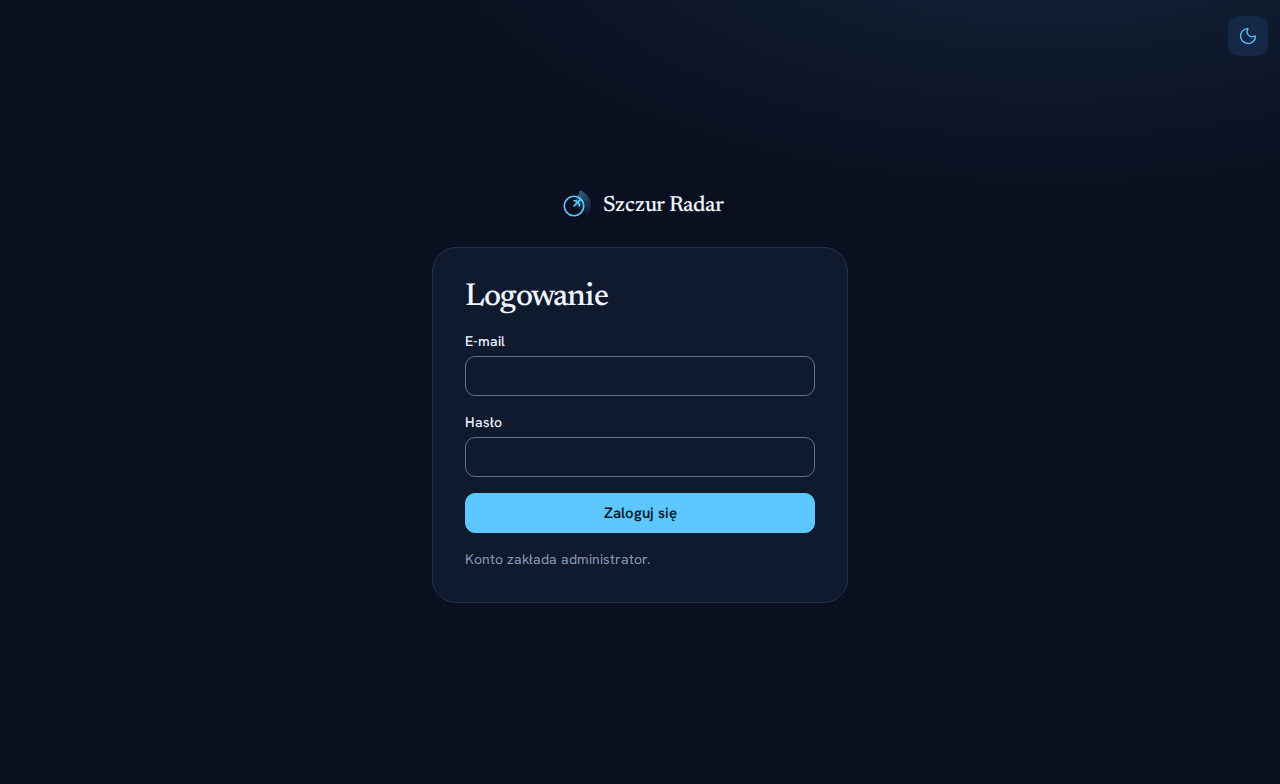 Szczur Radar
Logowanie
E-mail
Hasło
Zaloguj się
Konto zakłada administrator.